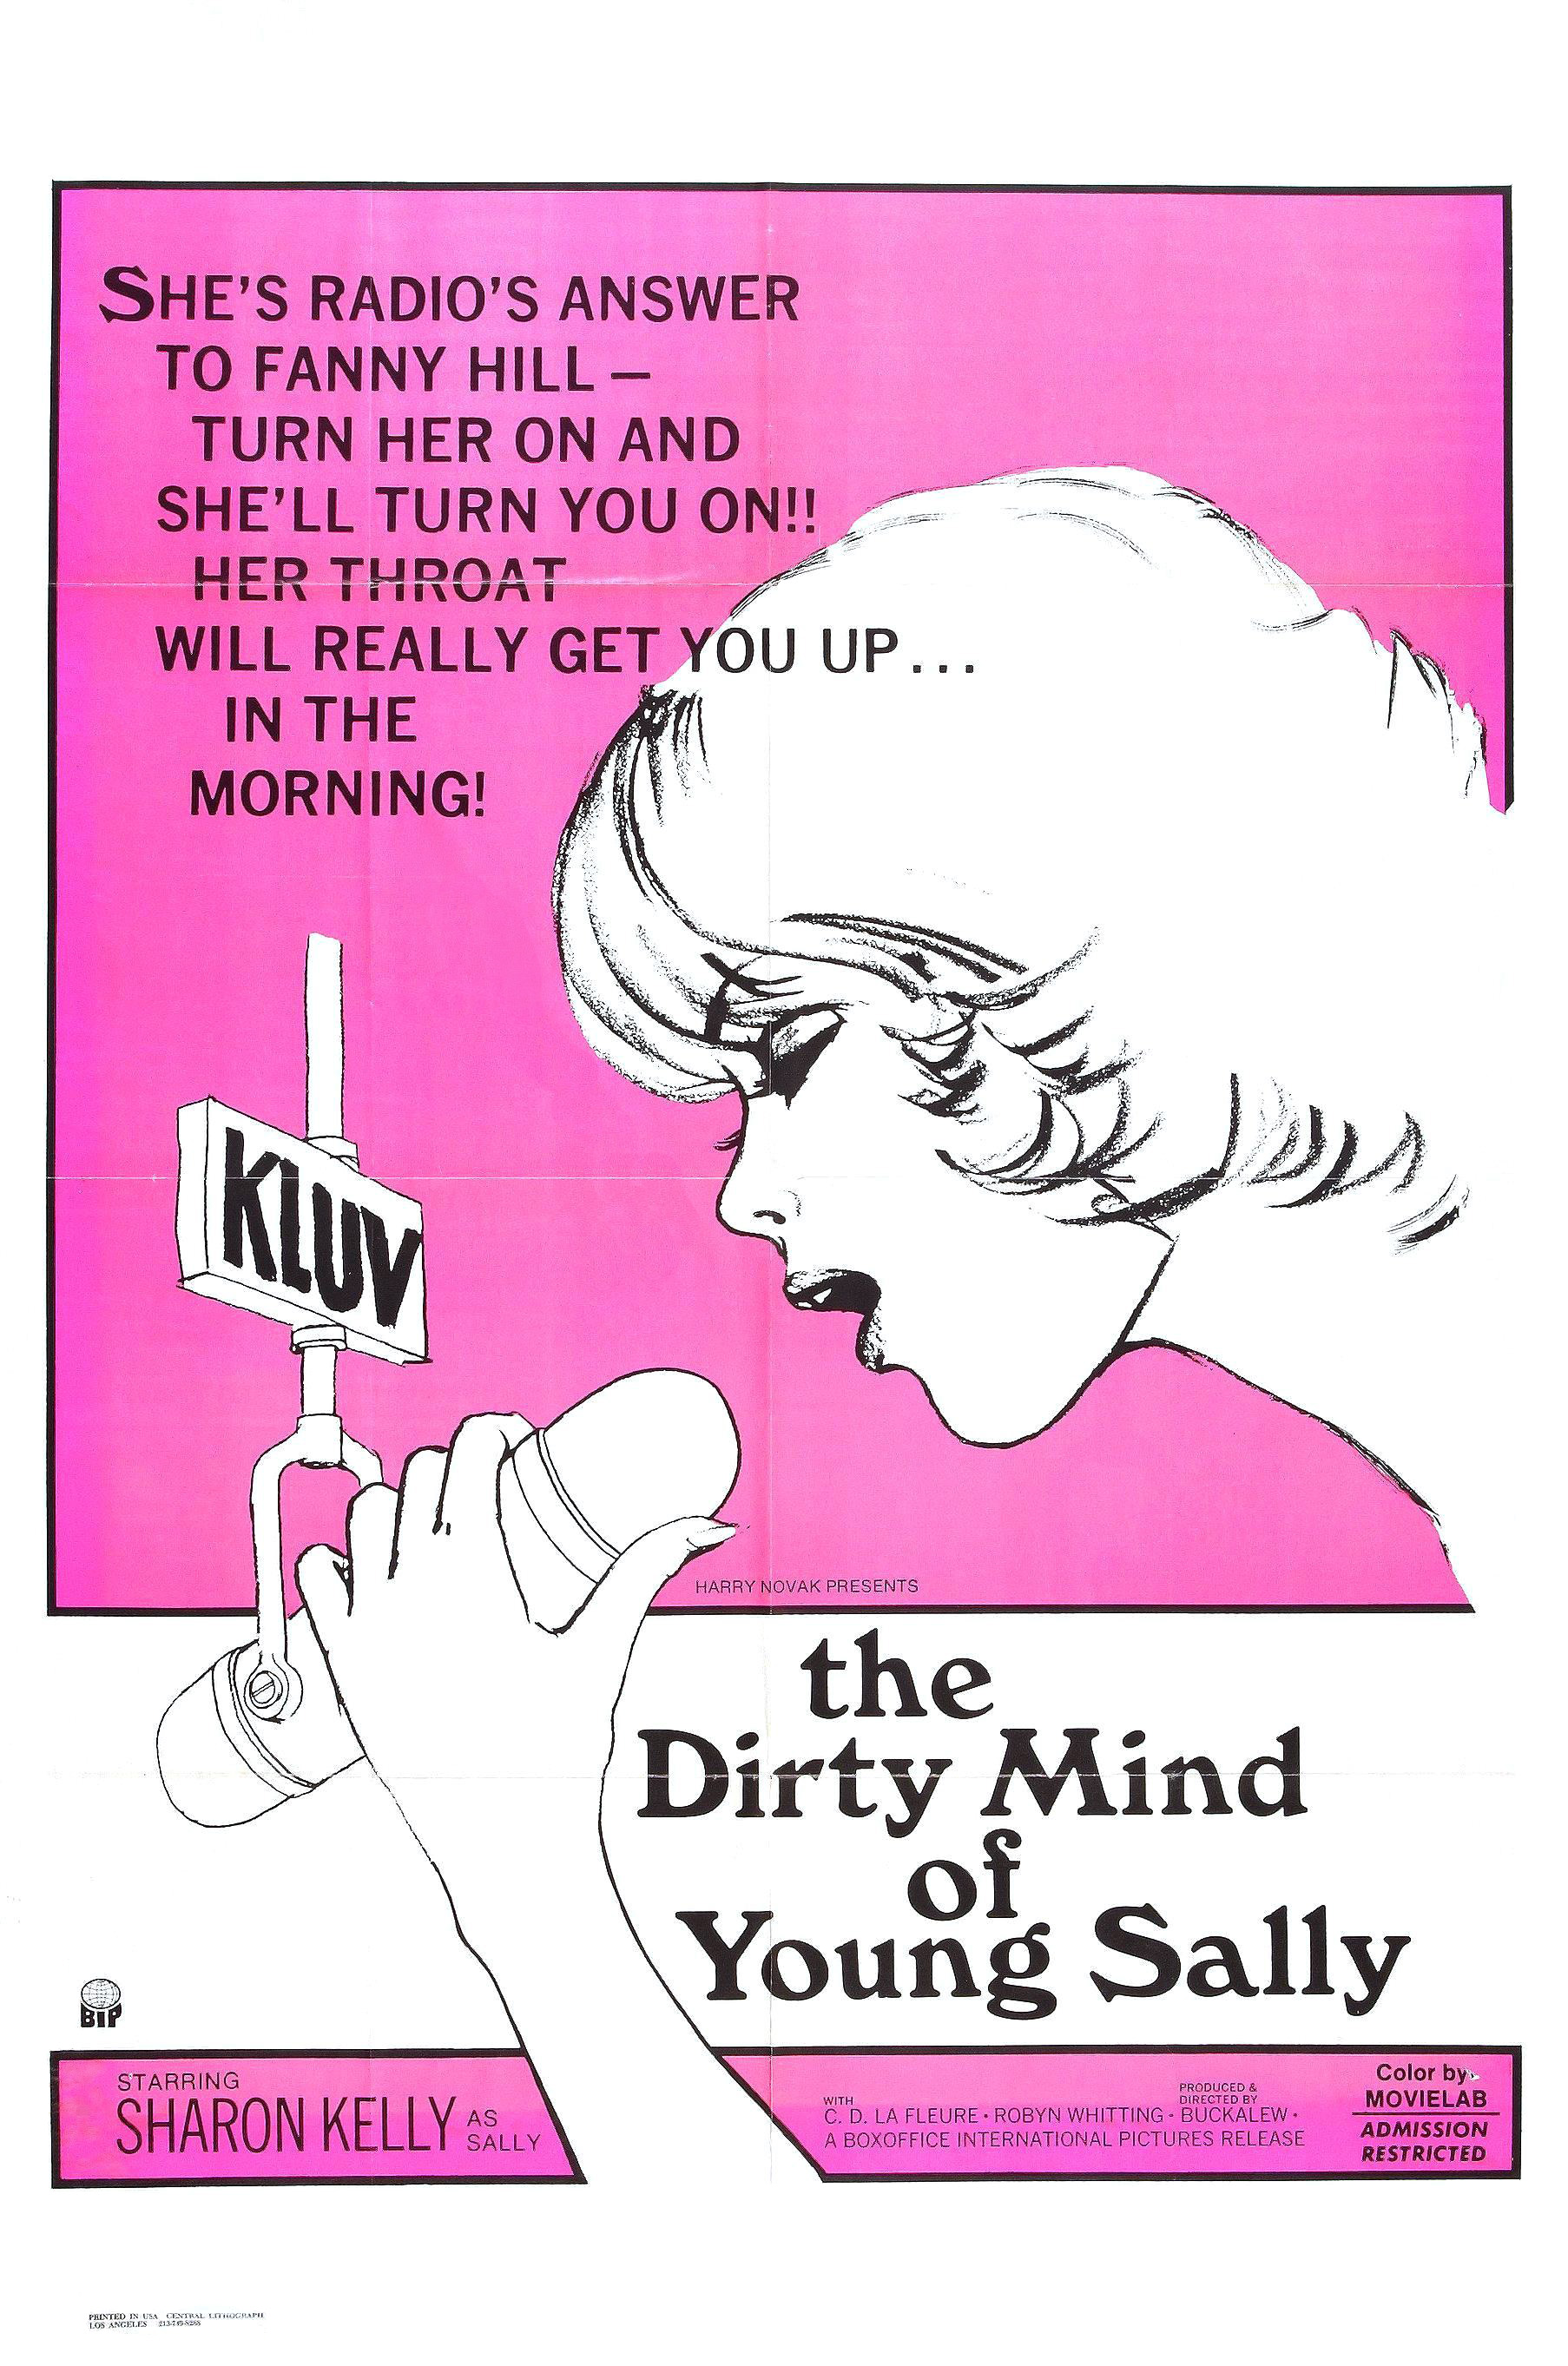 SHE'S RADIO'S ANSWER
TO FANNY HILL –
TURN HER ON AND
SHE'LL TURN YOU ON!!
HER THROAT
WILL REALLY GET YOU UP...
IN THE
MORNING!
KLUV
HARRY NOVAK PRESENTS
the
Dirty Mind
of
Young Sally
BIP
STARRING
SHARON KELLY AS
SALLY
WITH
C. D. LA FLEURE • ROBYN WHITTING •
PRODUCED &
DIRECTED BY
BUCKALEW •
A BOXOFFICE INTERNATIONAL PICTURES RELEASE
Color by
MOVIELAB
ADMISSION
RESTRICTED
PRINTED IN USA CENTRAL LITHOGRAPH
LOS ANGELES